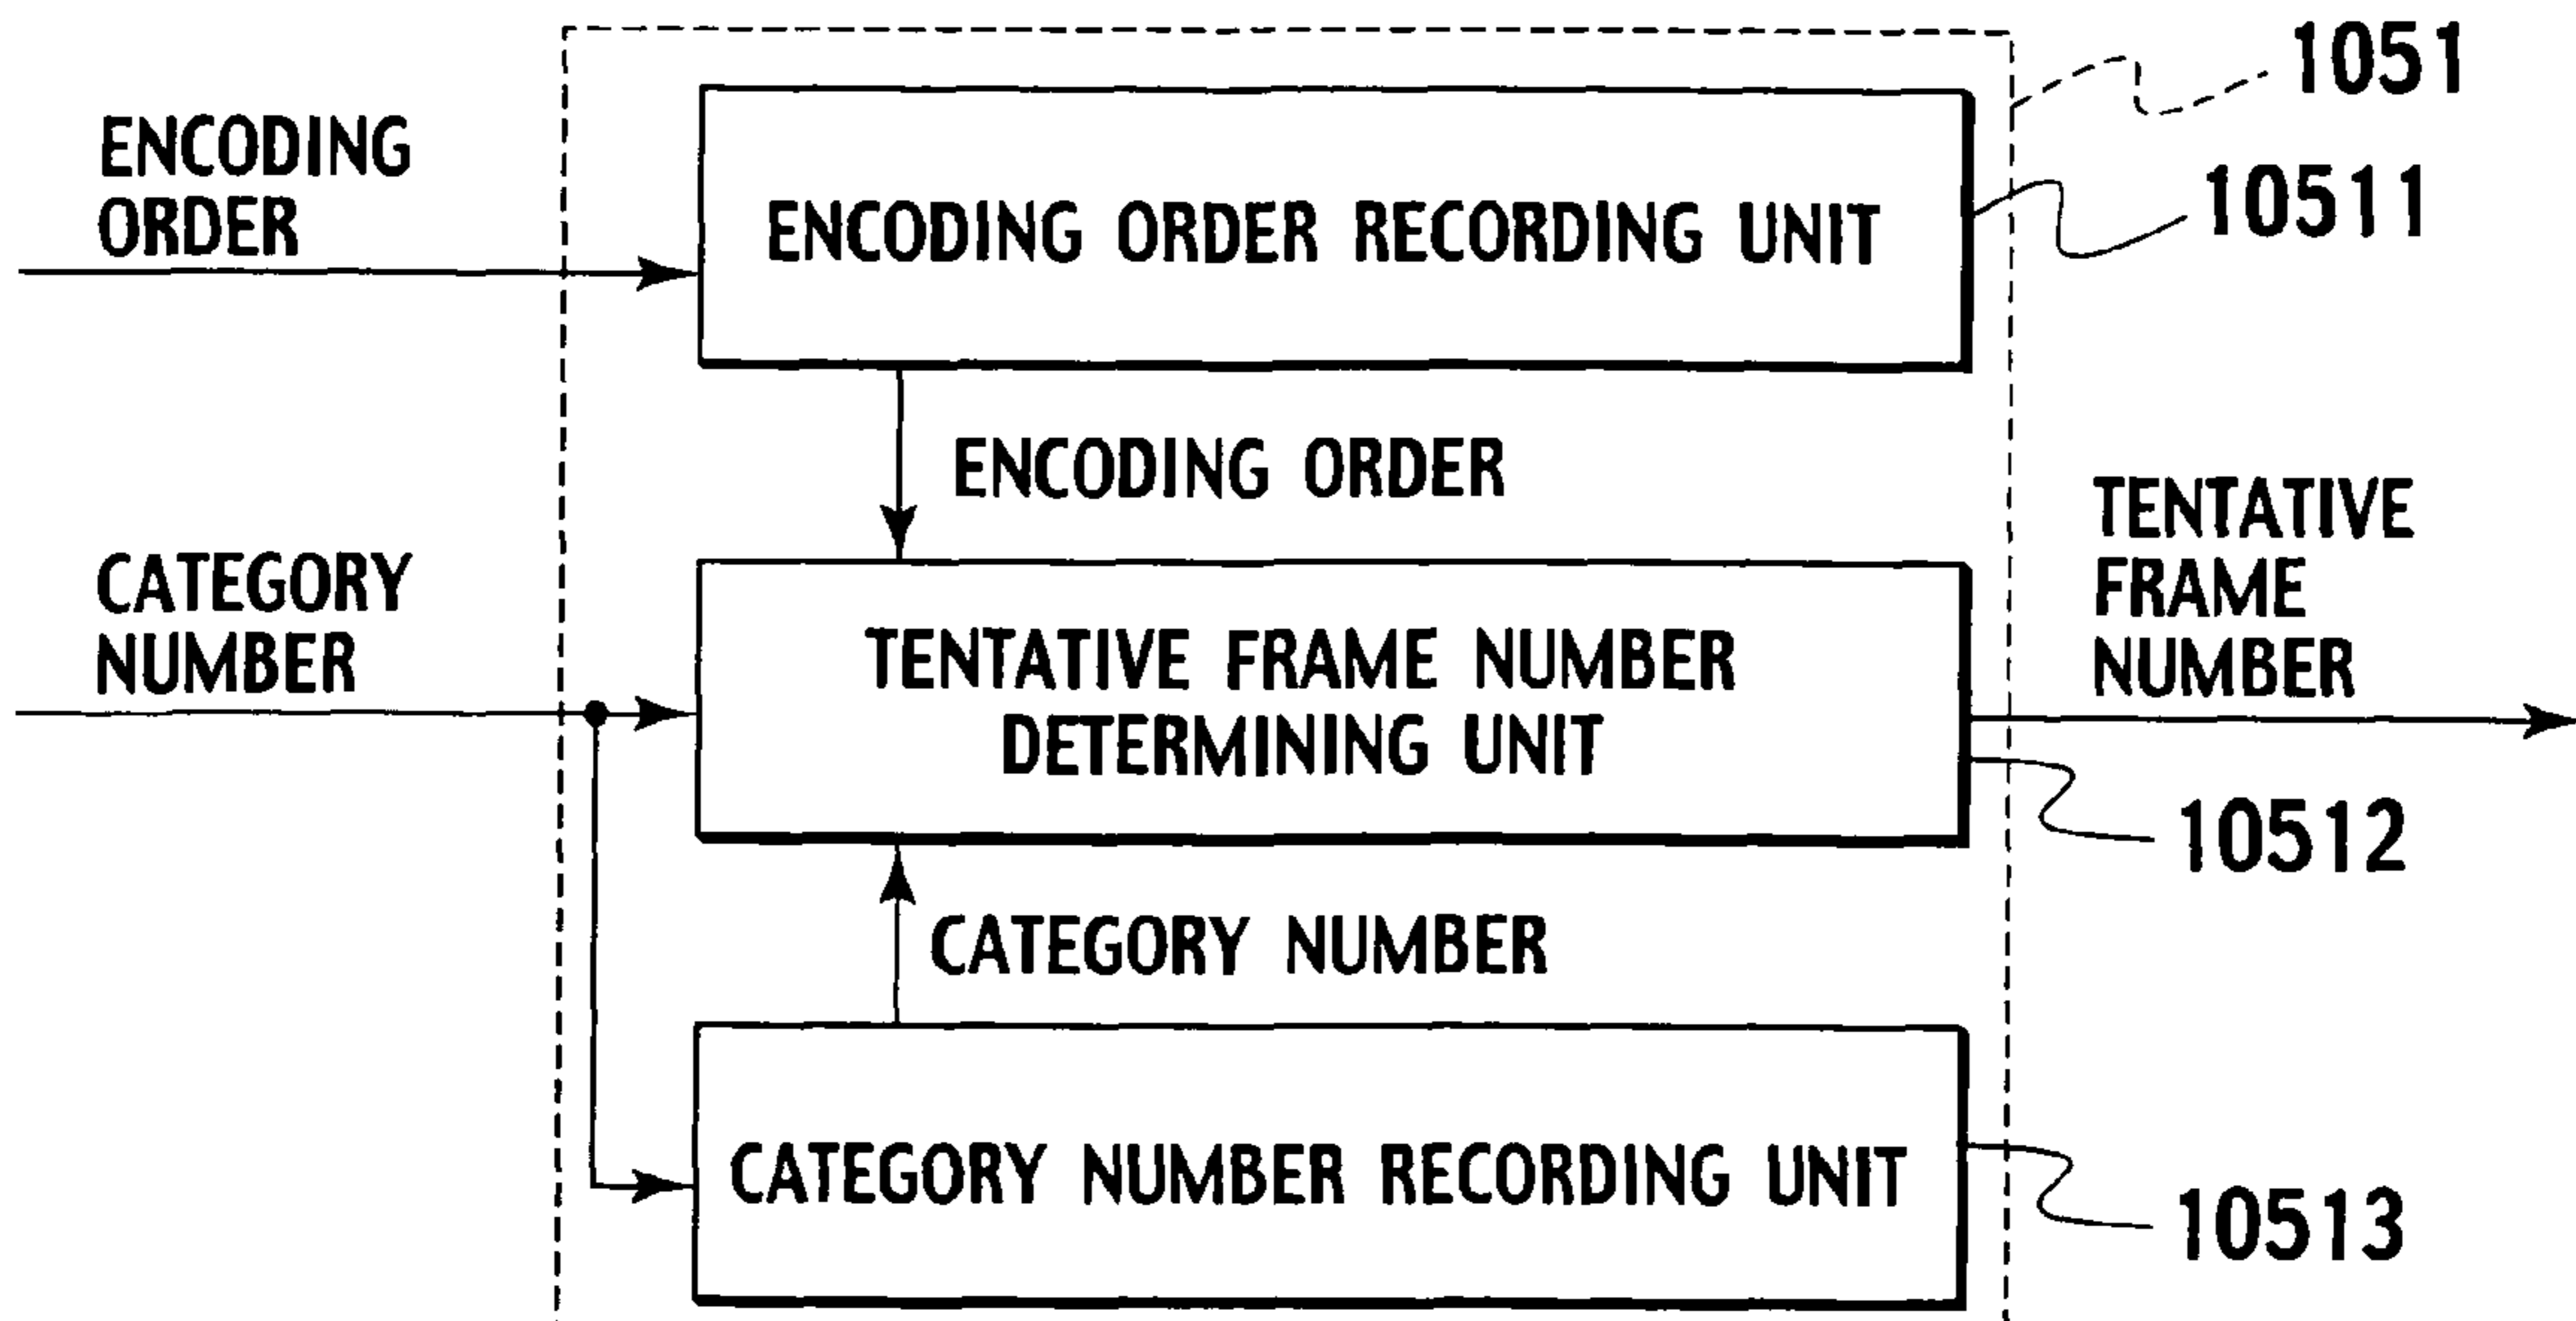 1051
ENCODING
ORDER
ENCODING ORDER RECORDING UNIT
10511
ENCODING ORDER
CATEGORY
NUMBER
TENTATIVE FRAME NUMBER
DETERMINING UNIT
TENTATIVE
FRAME
NUMBER
10512
CATEGORY NUMBER
CATEGORY NUMBER RECORDING UNIT
10513